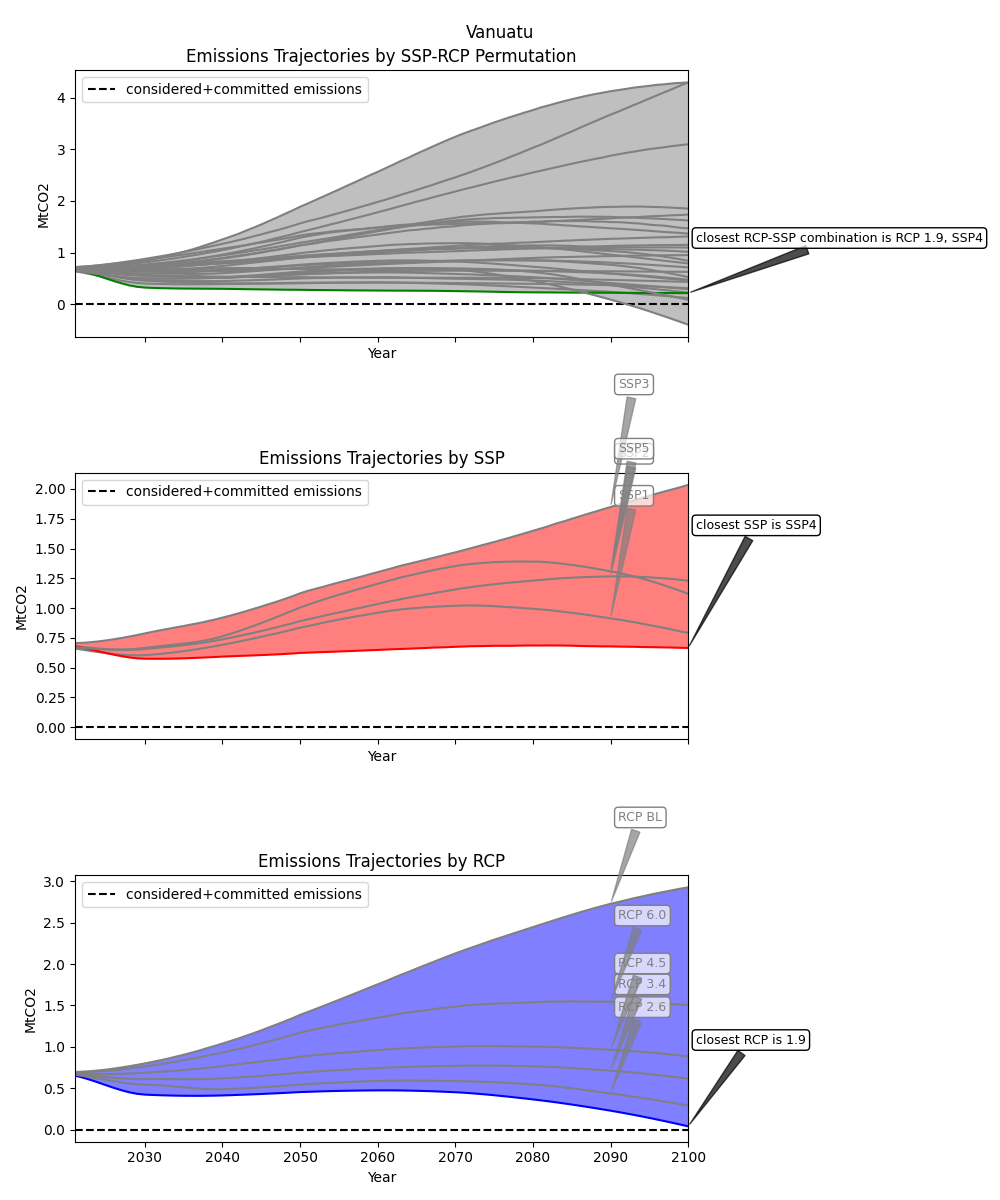 Vanuatu
Emissions Trajectories by SSP-RCP Permutation
considered+committed emissions
4
3
2
1
0
MtCO2
closest RCP-SSP combination is RCP 1.9, SSP4
Year
SSP3
SSP5
SSP1
Emissions Trajectories by SSP
considered+committed emissions
2.00
1.75
1.50
1.25
1.00
0.75
0.50
0.25
0.00
MtCO2
closest SSP is SSP4
Year
RCP BL
Emissions Trajectories by RCP
considered+committed emissions
3.0
2.5
2.0
1.5
1.0
0.5
0.0
MtCO2
RCP 6.0
RCP 4.5
RCP 3.4
RCP 2.6
closest RCP is 1.9
2030
2040
2050
2060
2070
2080
2090
2100
Year